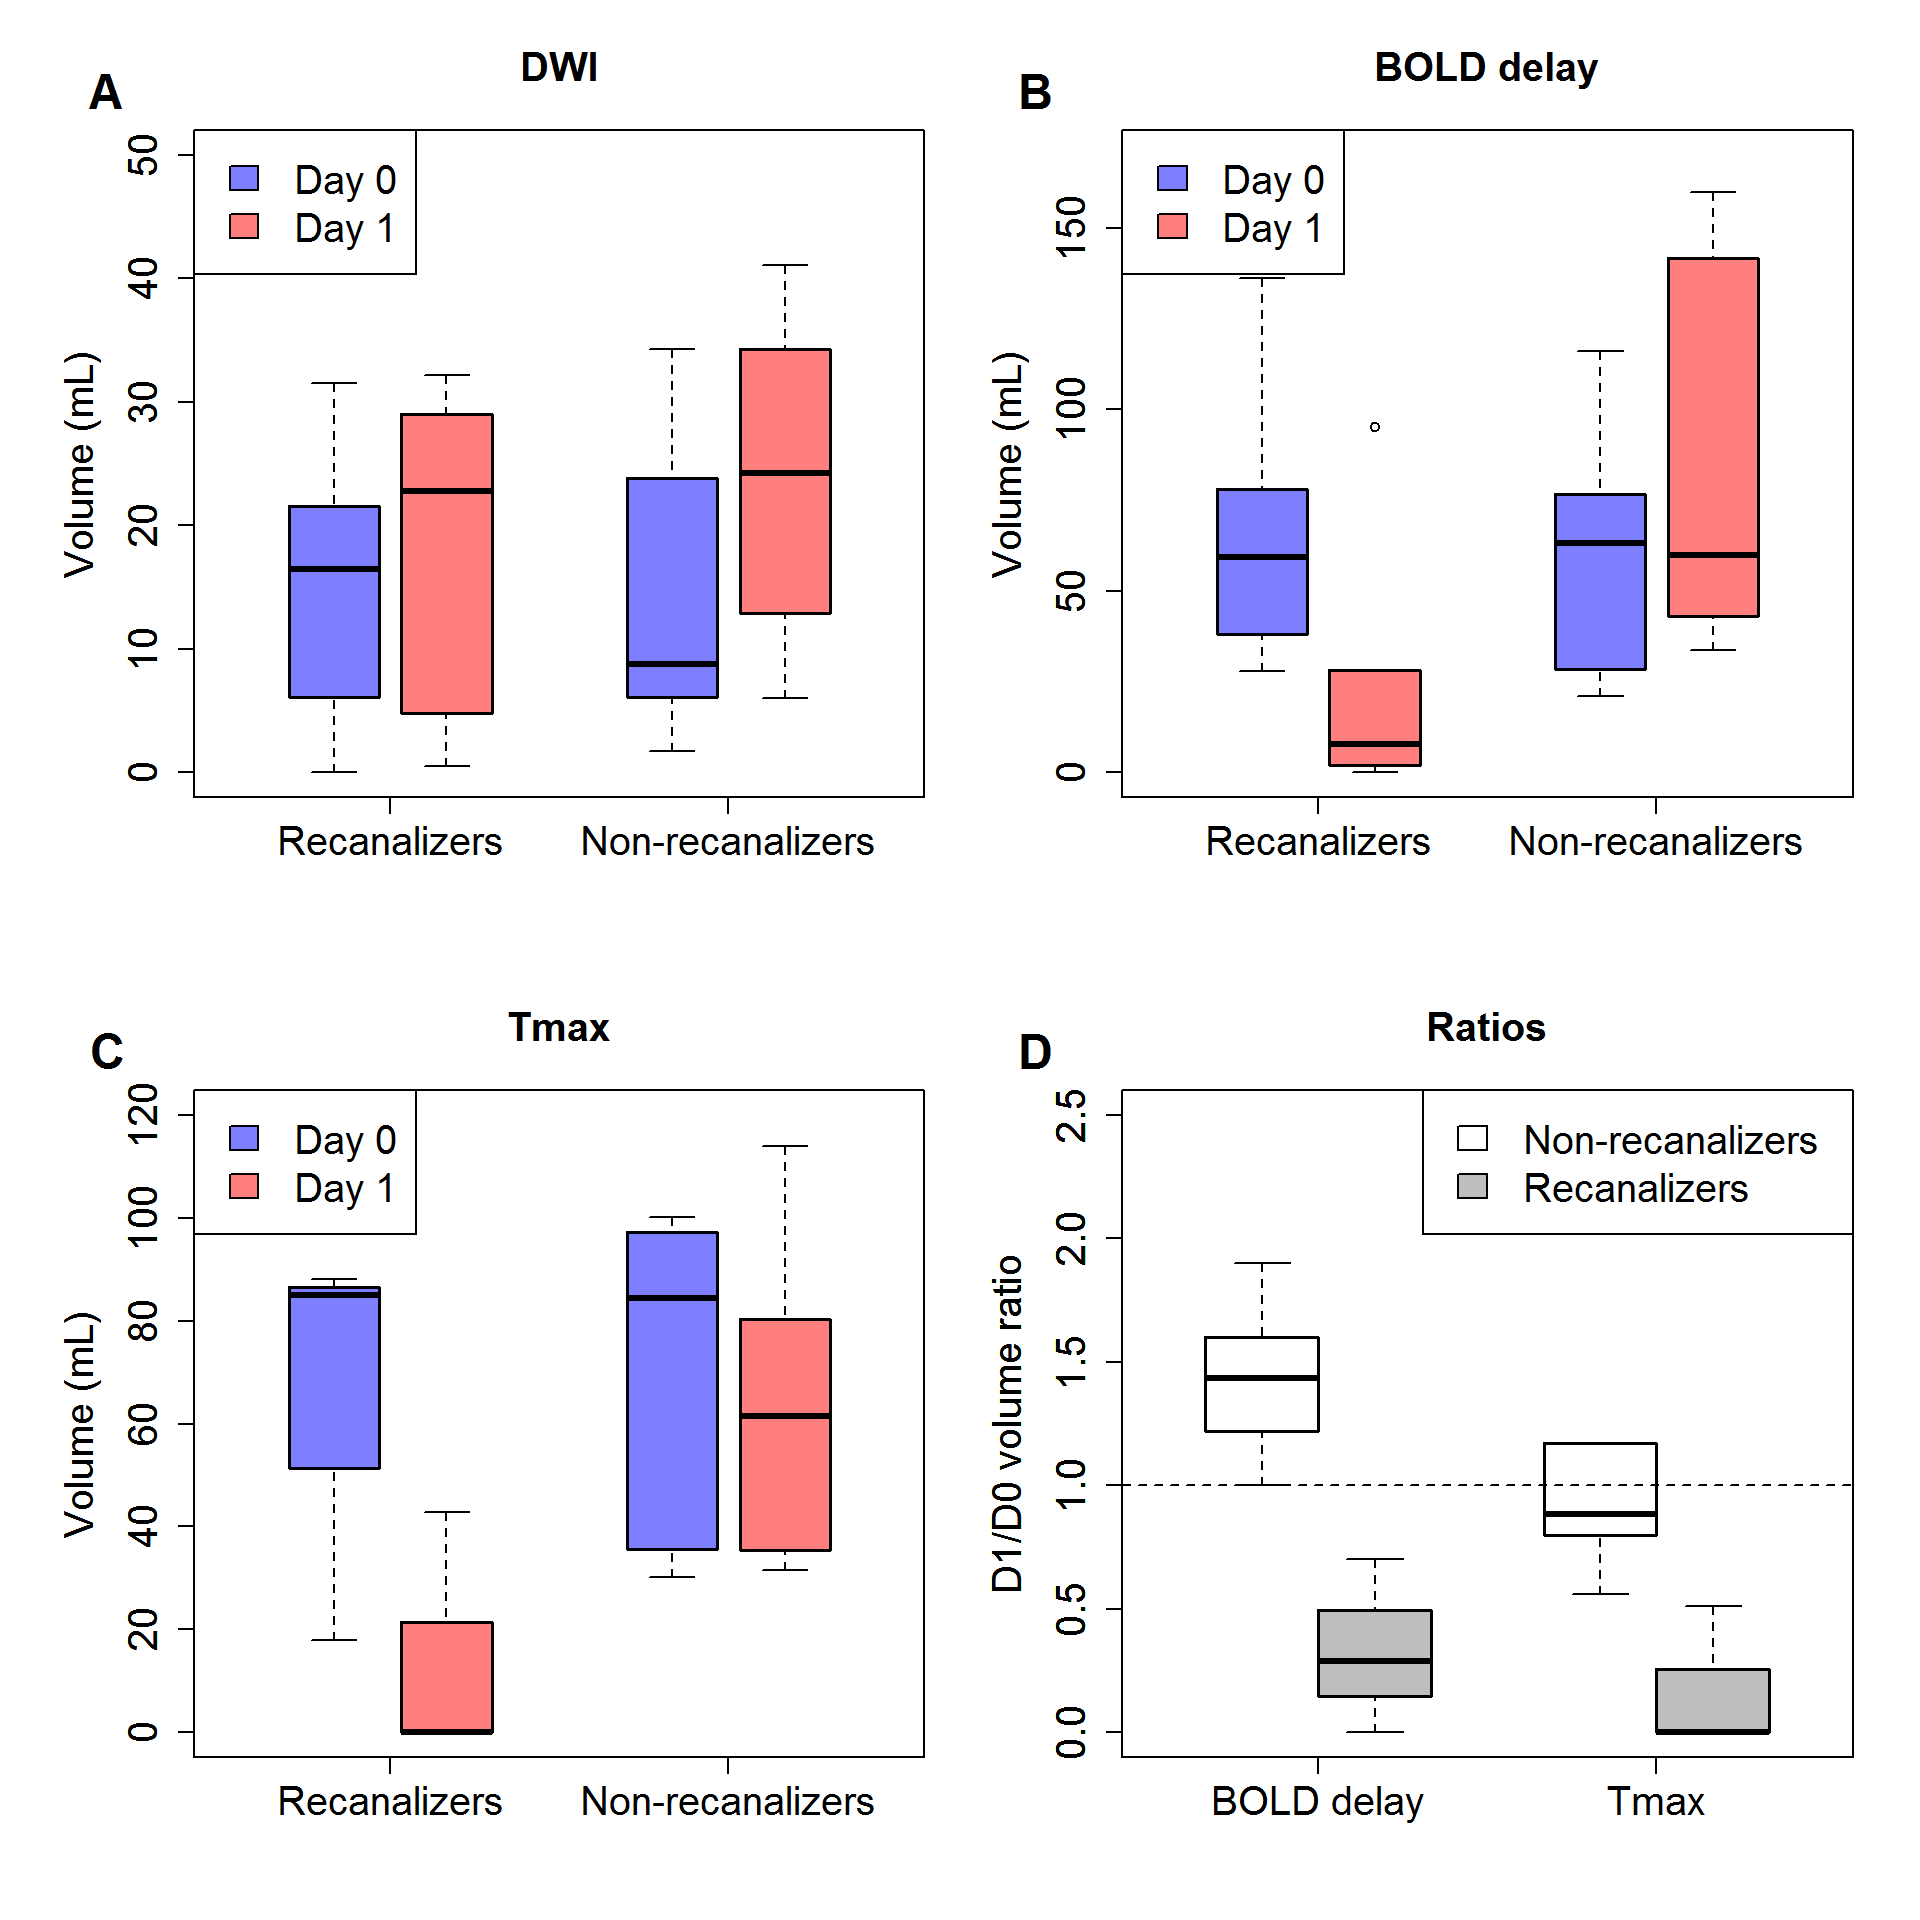 A
DWI
Day 0
Day 1
Volume (mL)
50
40
30
20
10
0
Recanalizers
Non-recanalizers
B
BOLD delay
Day 0
Day 1
Volume (mL)
150
100
50
0
Recanalizers
Non-recanalizers
C
Tmax
Day 0
Day 1
Volume (mL)
120
100
80
60
40
20
0
Recanalizers
Non-recanalizers
D
Ratios
Non-recanalizers
Recanalizers
D1/D0 volume ratio
2.5
2.0
1.5
1.0
0.5
0.0
BOLD delay
Tmax